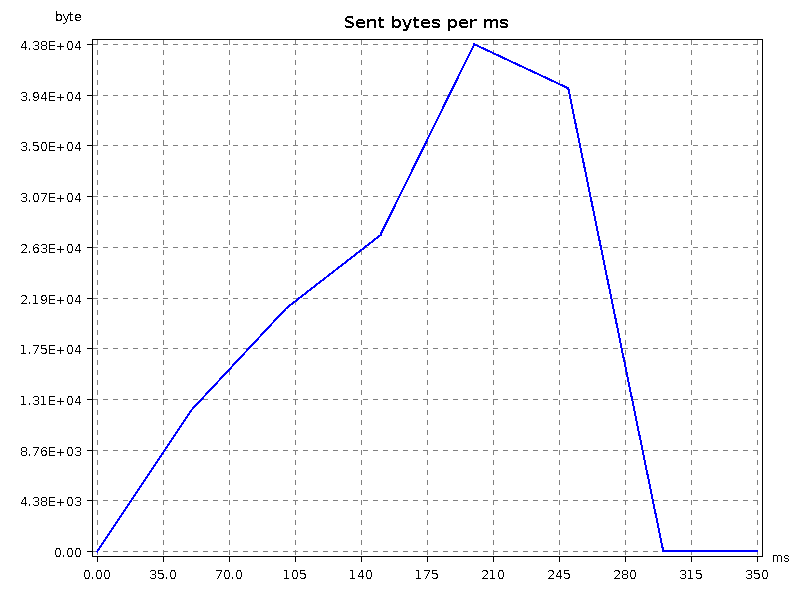 byte
Sent bytes per ms
4.38E+04
3.94E+04
3.50E+04
3.07E+04
2.63E+04
2.19E+04
1.75E+04
1.31E+04
8.76E+03
4.38E+03
0.00
ms
0.00 35.0 70.0 105 140 175 210 245 280 315 350